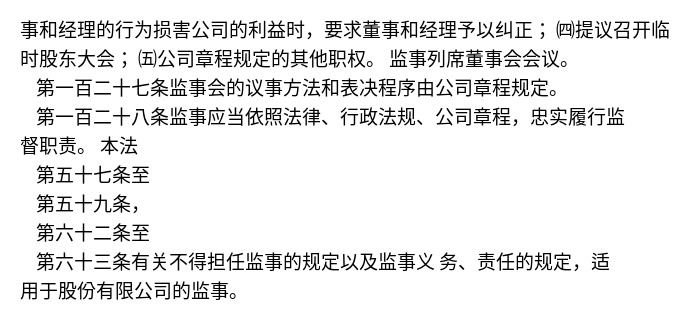 事和经理的行为损害公司的利益时，要求董事和经理予以纠正；㈣提议召开临
时股东大会；㈤公司章程规定的其他职权。 监事列席董事会会议。
第一百二十七条监事会的议事方法和表决程序由公司章程规定。
第一百二十八条监事应当依照法律、行政法规、公司章程，忠实履行监
督职责。 本法
第五十七条至
第五十九条，
第六十二条至
第六十三条有关不得担任监事的规定以及监事义 务、责任的规定，适
用于股份有限公司的监事。